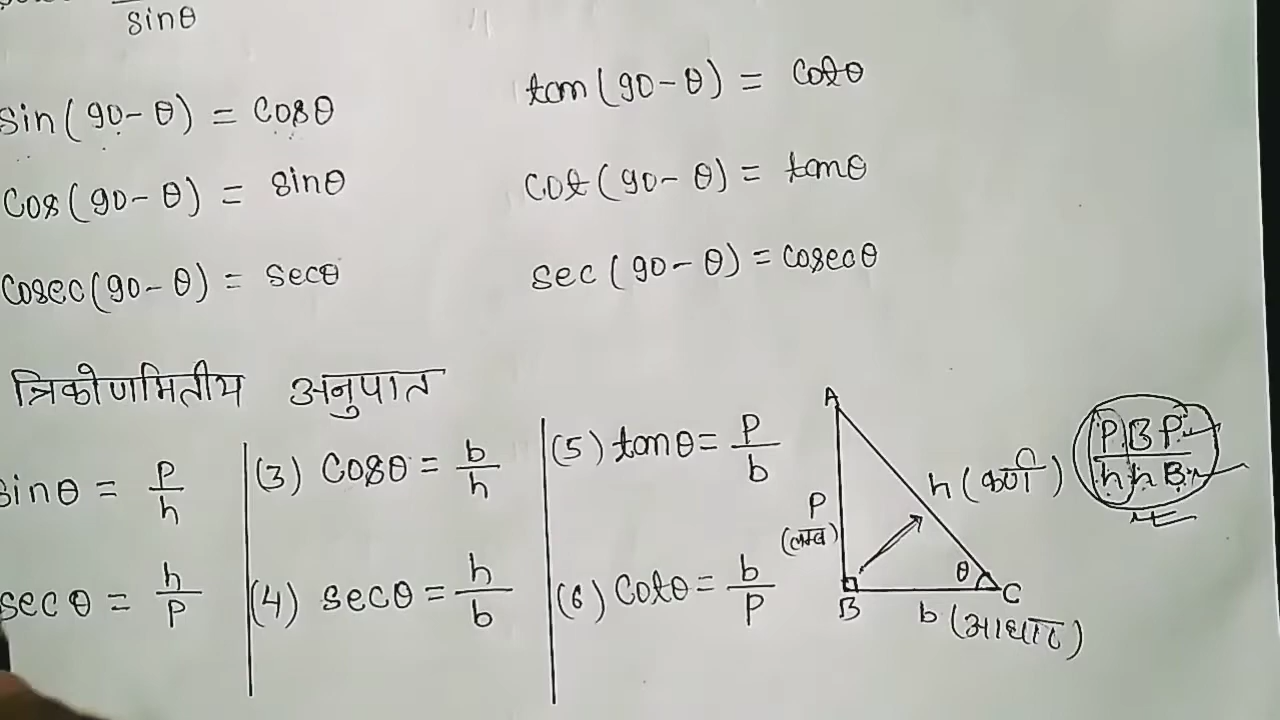 sinθ
sin(90-θ) = cosθ
tan(90-θ) = cotθ
cos(90-θ) = sinθ
cot(90-θ) = tanθ
cosec(90-θ) = secθ
sec(90-θ) = cosecθ
त्रिकोणमितीय अनुपात
sinθ = p/h
(3) cosθ = b/h
(5) tanθ = p/b
secθ = h/p
(4) secθ = h/b
(6) cotθ = b/p
A
P
(लम्ब)
h (कर्ण)
P B P
h h B
θ
B
C
b (आधार)